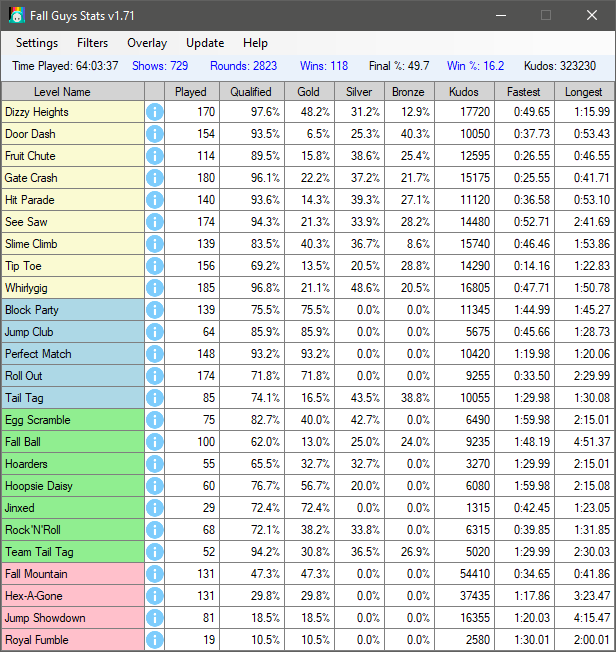 Fall Guys Stats v1.71
Settings Filters Overlay Update Help
Time Played: 64:03:37 Shows: 729 Rounds: 2823 Wins: 118 Final %: 49.7 Win %: 16.2 Kudos: 323230
Level Name Played Qualified Gold Silver Bronze Kudos Fastest Longest
Dizzy Heights 170 97.6% 48.2% 31.2% 12.9% 17720 0:49.65 1:15.99
Door Dash 154 93.5% 6.5% 25.3% 40.3% 10050 0:37.73 0:53.43
Fruit Chute 114 89.5% 15.8% 38.6% 25.4% 12595 0:26.55 0:46.55
Gate Crash 180 96.1% 22.2% 37.2% 21.7% 15175 0:25.55 0:41.71
Hit Parade 140 93.6% 14.3% 39.3% 27.1% 11120 0:36.58 0:53.10
See Saw 174 94.3% 21.3% 33.9% 28.2% 14480 0:52.71 2:41.69
Slime Climb 139 83.5% 40.3% 36.7% 8.6% 15740 0:46.46 1:53.86
Tip Toe 156 69.2% 13.5% 20.5% 28.8% 14290 0:14.16 1:22.83
Whirlygig 185 96.8% 21.1% 48.6% 20.5% 16805 0:47.71 1:50.78
Block Party 139 75.5% 75.5% 0.0% 0.0% 11345 1:44.99 1:45.27
Jump Club 64 85.9% 85.9% 0.0% 0.0% 5675 0:45.66 1:28.73
Perfect Match 148 93.2% 93.2% 0.0% 0.0% 10420 1:19.98 1:20.06
Roll Out 174 71.8% 71.8% 0.0% 0.0% 9255 0:33.50 2:29.99
Tail Tag 85 74.1% 16.5% 43.5% 38.8% 10055 1:29.98 1:30.08
Egg Scramble 75 82.7% 40.0% 42.7% 0.0% 6490 1:59.98 2:15.01
Fall Ball 100 62.0% 13.0% 25.0% 24.0% 9235 1:48.19 4:51.37
Hoarders 55 65.5% 32.7% 32.7% 0.0% 3270 1:29.99 2:15.01
Hoopsie Daisy 60 76.7% 56.7% 20.0% 0.0% 6080 1:59.98 2:15.08
Jinxed 29 72.4% 72.4% 0.0% 0.0% 1315 0:42.45 1:23.05
Rock'N'Roll 68 72.1% 38.2% 33.8% 0.0% 6315 0:39.85 1:31.85
Team Tail Tag 52 94.2% 30.8% 36.5% 26.9% 5020 1:29.99 2:30.03
Fall Mountain 131 47.3% 47.3% 0.0% 0.0% 54410 0:34.65 0:41.86
Hex-A-Gone 131 29.8% 29.8% 0.0% 0.0% 37435 1:17.86 3:23.47
Jump Showdown 81 18.5% 18.5% 0.0% 0.0% 16355 1:20.03 4:15.47
Royal Fumble 19 10.5% 10.5% 0.0% 0.0% 2580 1:30.01 2:00.01